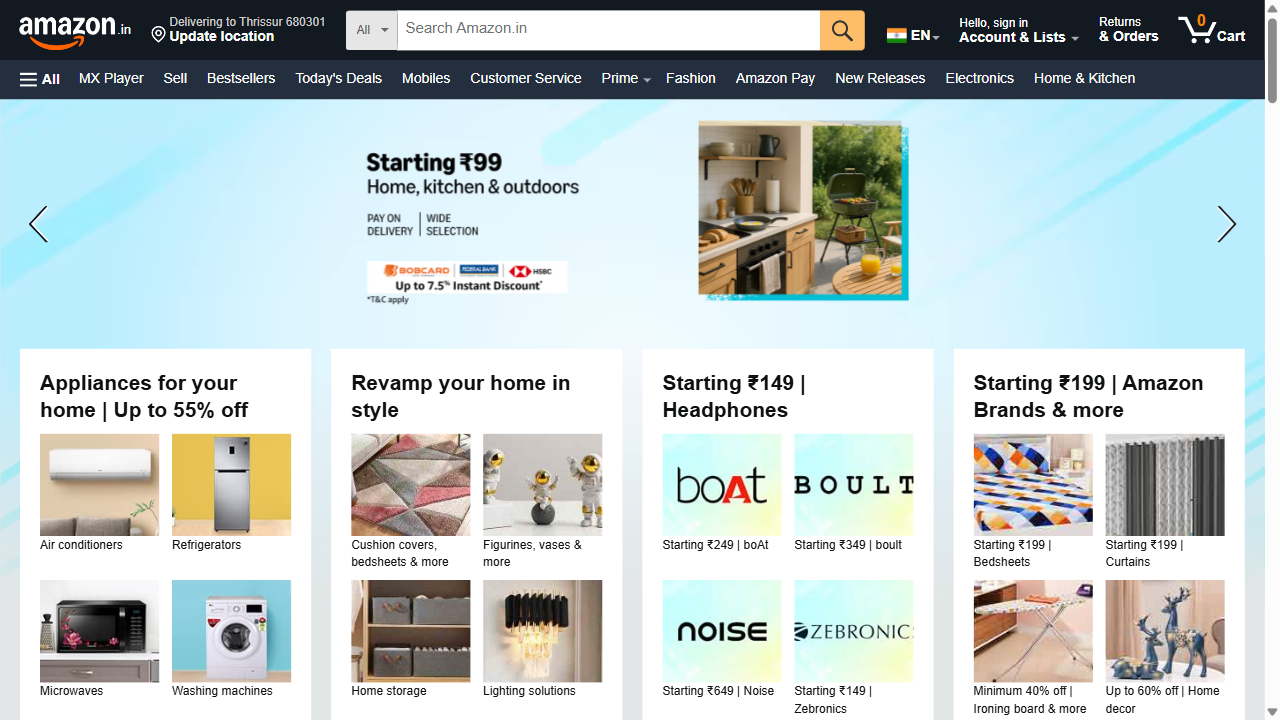 amazon.in
Delivering to Thrissur 680301
Update location
All
Search Amazon.in
EN
Hello, sign in
Account & Lists
Returns
& Orders
0
Cart
All
MX Player
Sell
Bestsellers
Today's Deals
Mobiles
Customer Service
Prime
Fashion
Amazon Pay
New Releases
Electronics
Home & Kitchen
Starting ₹99
Home, kitchen & outdoors
PAY ON
DELIVERY
WIDE
SELECTION
BOBCARD
FEDERAL BANK
HSBC
Up to 7.5% Instant Discount*
*T&C apply
Appliances for your
home | Up to 55% off
Air conditioners
Refrigerators
Microwaves
Washing machines
Revamp your home in
style
Cushion covers,
bedsheets & more
Figurines, vases &
more
Home storage
Lighting solutions
Starting ₹149 |
Headphones
boAt
BOULT
Starting ₹249 | boAt
Starting ₹349 | boult
noise
ZEBRONIC
Starting ₹649 | Noise
Starting ₹149 |
Zebronics
Starting ₹199 | Amazon
Brands & more
Starting ₹199 |
Bedsheets
Starting ₹199 |
Curtains
Minimum 40% off |
Ironing board & more
Up to 60% off | Home
decor